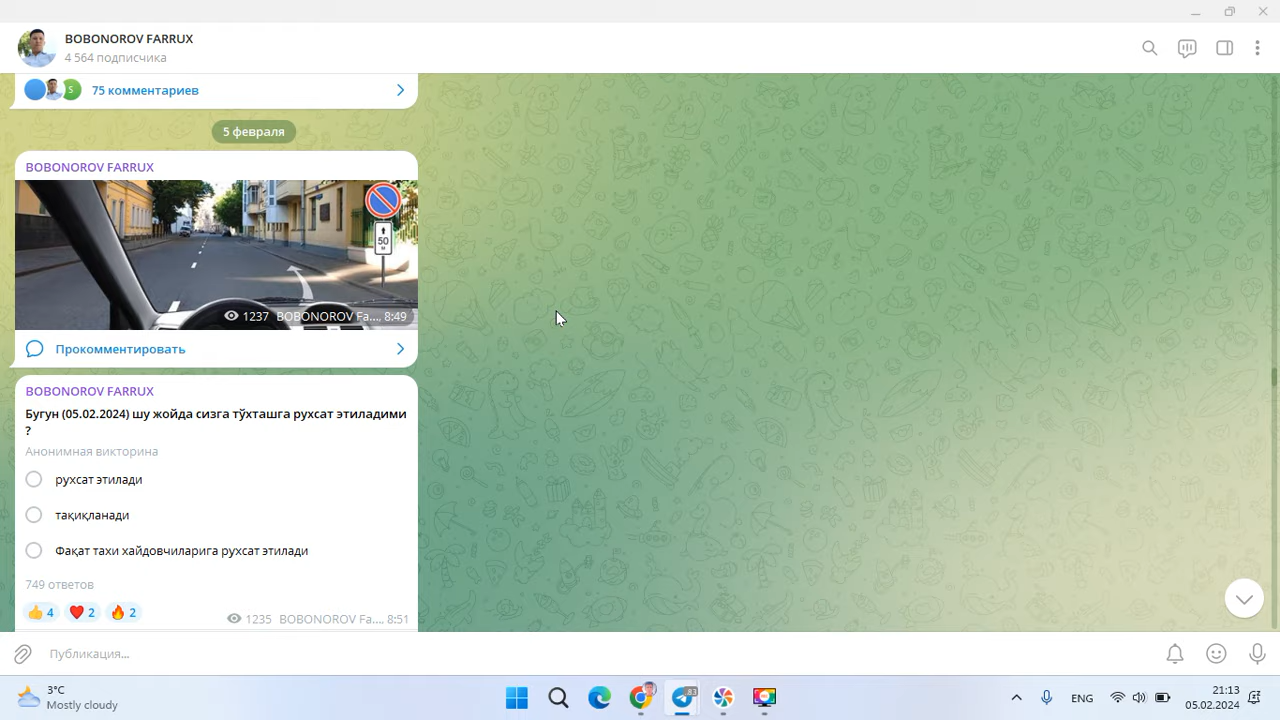 BOBONOROV FARRUX
4 564 подписчика
S
75 комментариев
5 февраля
BOBONOROV FARRUX
50
М
1237 BOBONOROV Fa..., 8:49
Прокомментировать
BOBONOROV FARRUX
Бугун (05.02.2024) шу жойда сизга тўхташга рухсат этиладими
?
Анонимная викторина
рухсат этилади
тақиқланади
Фақат тахи хайдовчиларига рухсат этилади
749 ответов
4
2
2
1235 BOBONOROV Fa..., 8:51
Публикация...
3°C
Mostly cloudy
83
ENG
21:13
05.02.2024